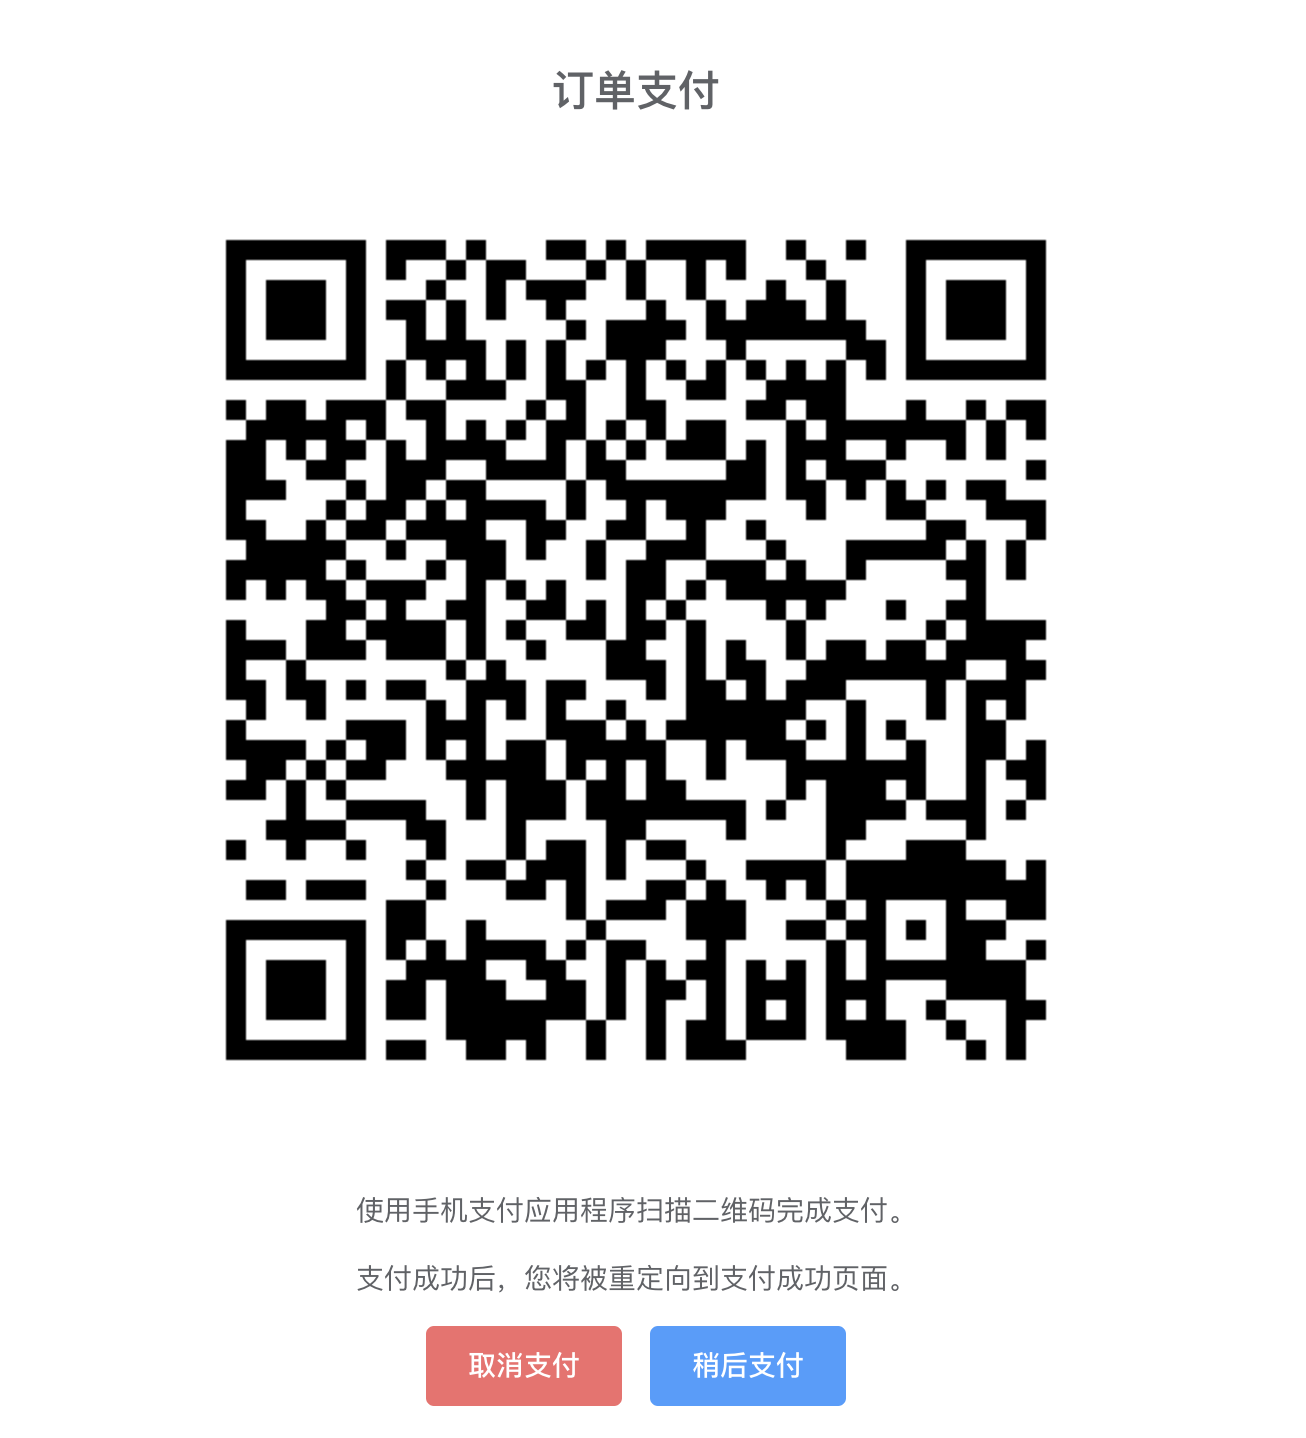 订单支付
使用手机支付应用程序扫描二维码完成支付。
支付成功后，您将被重定向到支付成功页面。
取消支付
稍后支付